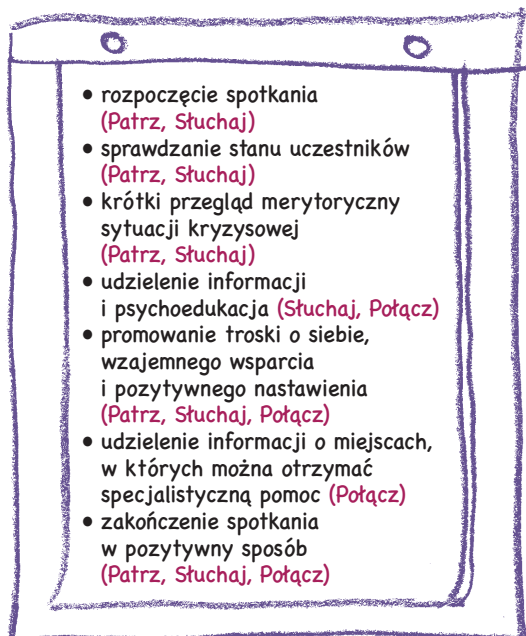 • rozpoczęcie spotkania
(Patrz, Słuchaj)
• sprawdzanie stanu uczestników
(Patrz, Słuchaj)
• krótki przegląd merytoryczny
sytuacji kryzysowej
(Patrz, Słuchaj)
• udzielenie informacji
i psychoedukacja (Słuchaj, Połącz)
• promowanie troski o siebie,
wzajemnego wsparcia
i pozytywnego nastawienia
(Patrz, Słuchaj, Połącz)
• udzielenie informacji o miejscach,
w których można otrzymać
specjalistyczną pomoc (Połącz)
• zakończenie spotkania
w pozytywny sposób
(Patrz, Słuchaj, Połącz)